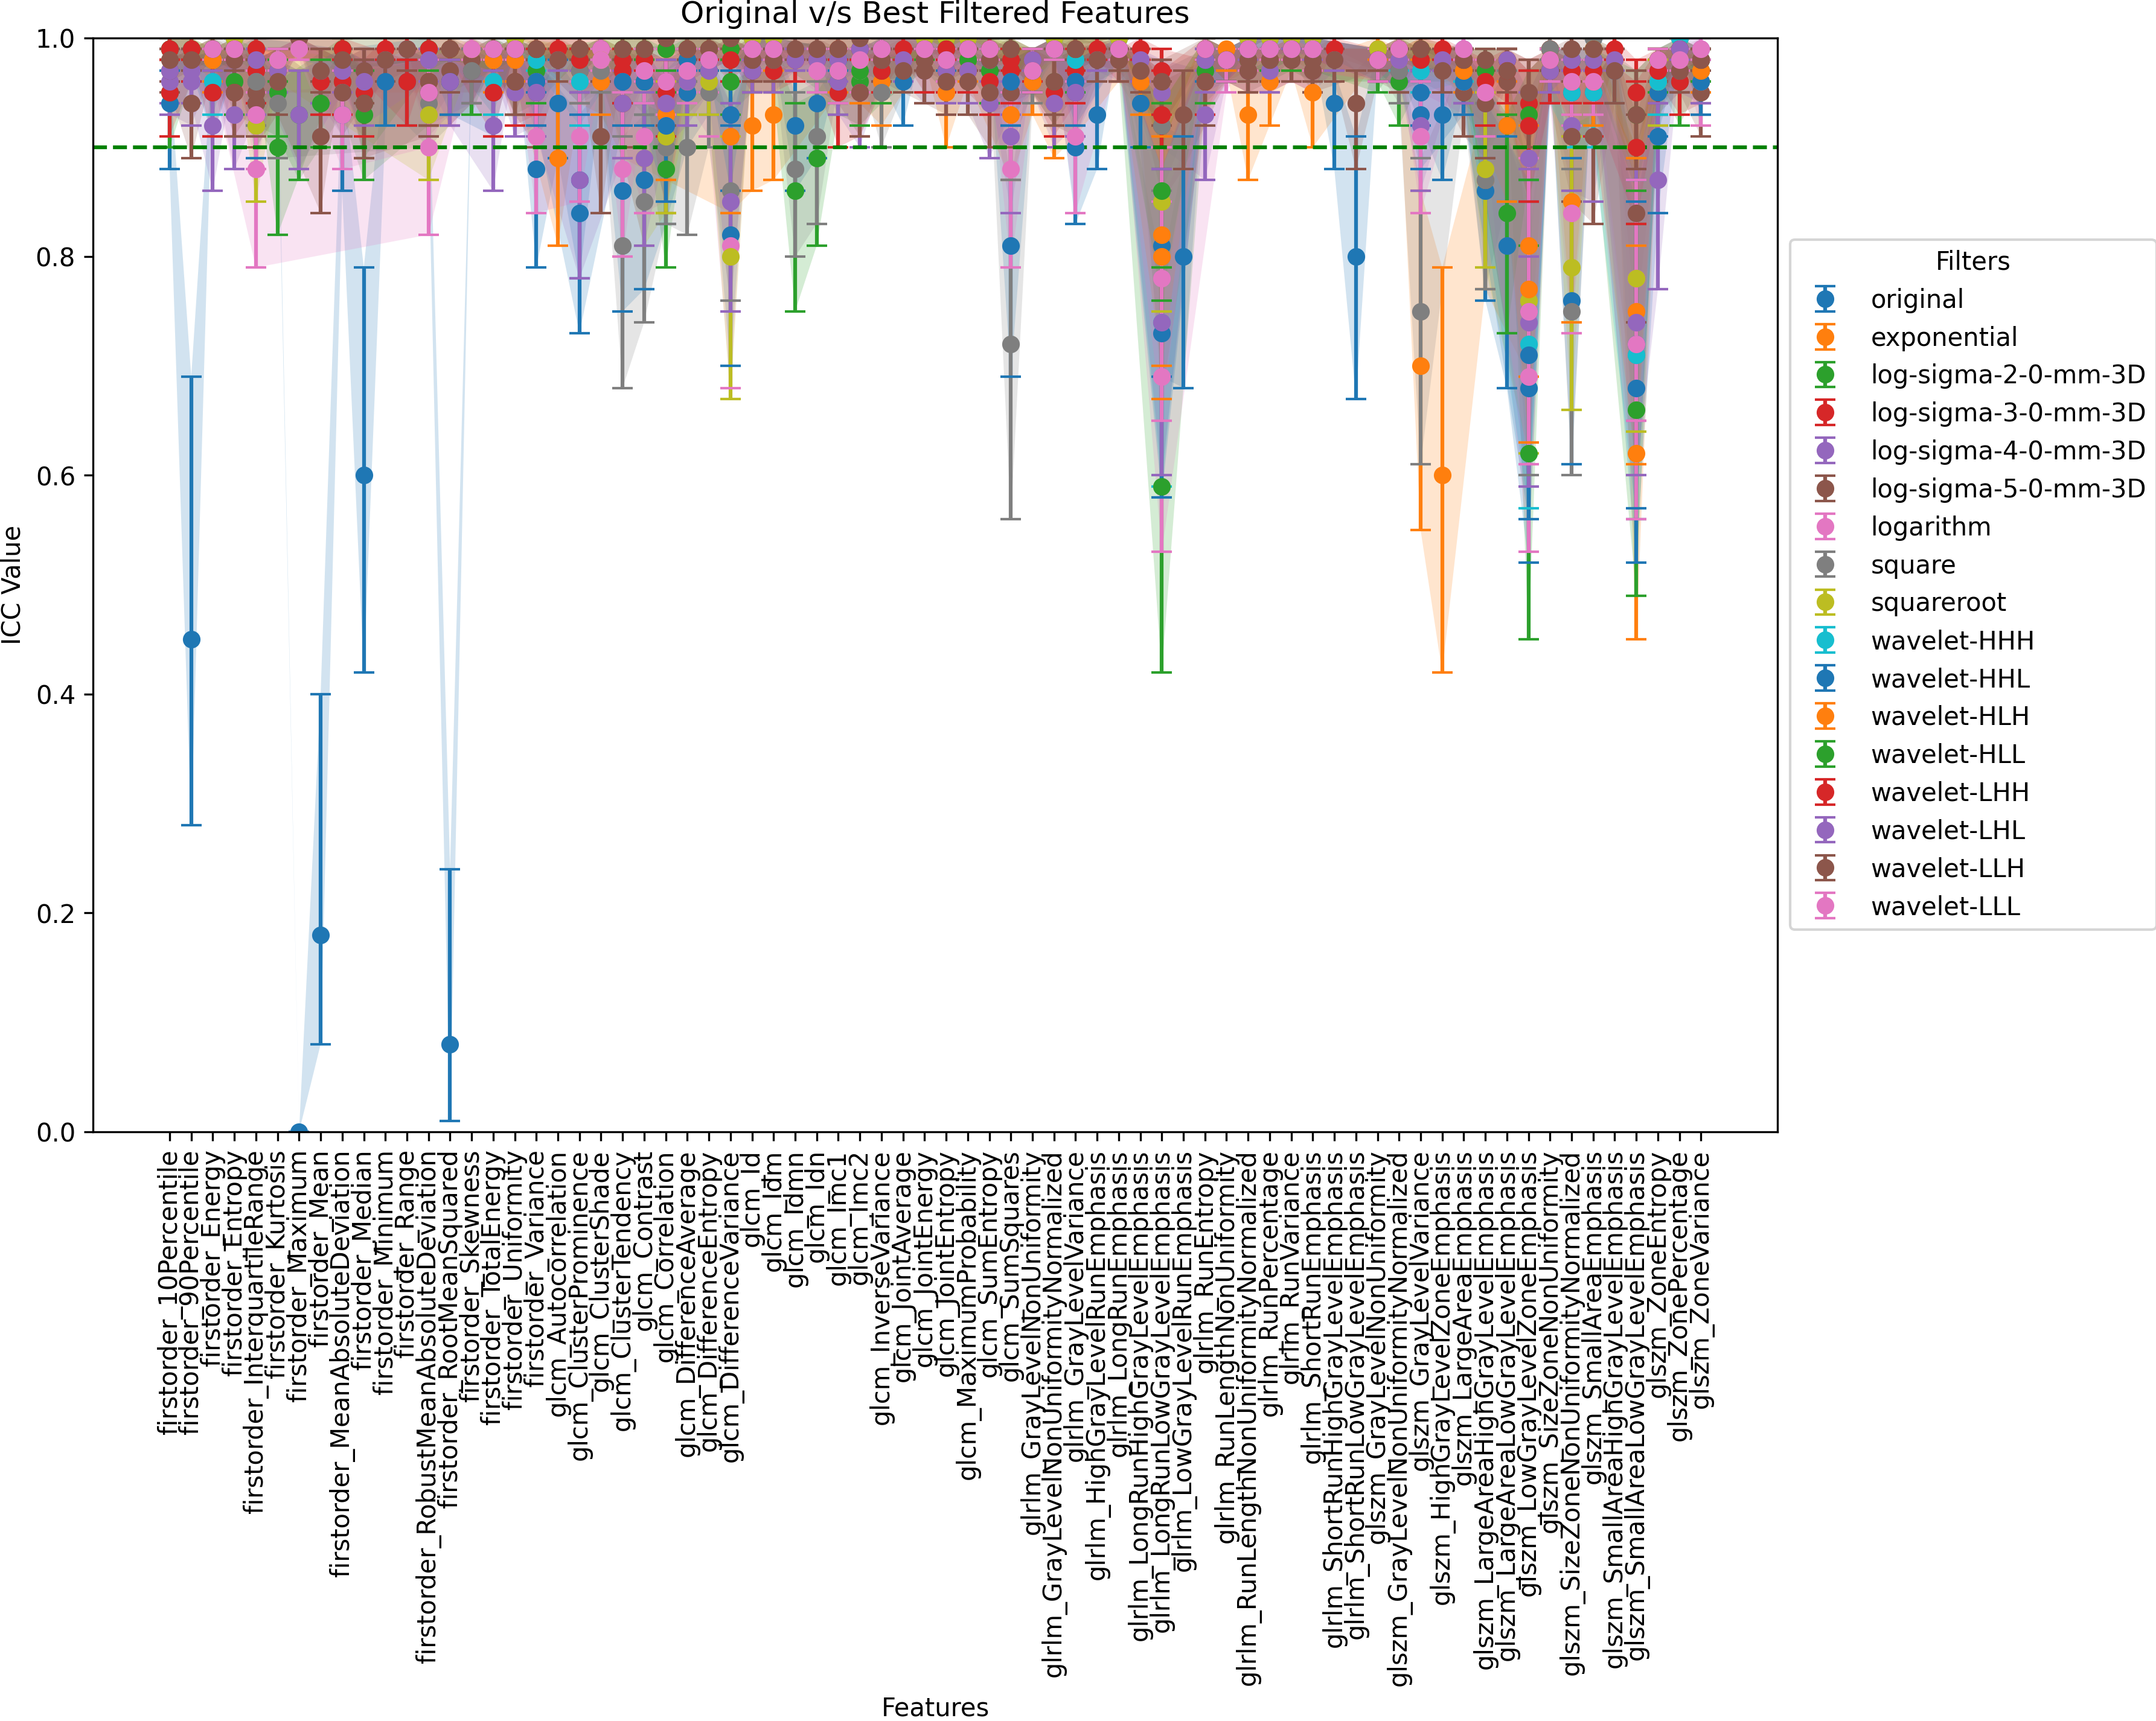 Original v/s Best Filtered Features
1.0
0.8
0.6
0.4
0.2
0.0
ICC Value
Filters
original
exponential
log-sigma-2-0-mm-3D
log-sigma-3-0-mm-3D
log-sigma-4-0-mm-3D
log-sigma-5-0-mm-3D
logarithm
square
squareroot
wavelet-HHH
wavelet-HHL
wavelet-HLH
wavelet-HLL
wavelet-LHH
wavelet-LHL
wavelet-LLH
wavelet-LLL
firstorder_10Percentile
firstorder_90Percentile
firstorder_Energy
firstorder_Entropy
firstorder_InterquartileRange
firstorder_Kurtosis
firstorder_Maximum
firstorder_Mean
firstorder_MeanAbsoluteDeviation
firstorder_Median
firstorder_Minimum
firstorder_Range
firstorder_RobustMeanAbsoluteDeviation
firstorder_RootMeanSquared
firstorder_Skewness
firstorder_TotalEnergy
firstorder_Uniformity
firstorder_Variance
glcm_Autocorrelation
glcm_ClusterProminence
glcm_ClusterShade
glcm_ClusterTendency
glcm_Contrast
glcm_Correlation
glcm_DifferenceAverage
glcm_DifferenceEntropy
glcm_DifferenceVariance
glcm_Id
glcm_Idm
glcm_Idmn
glcm_Idn
glcm_Imc1
glcm_Imc2
glcm_InverseVariance
glcm_JointAverage
glcm_JointEnergy
glcm_JointEntropy
glcm_MaximumProbability
glcm_SumEntropy
glcm_SumSquares
glrlm_GrayLevelNonUniformity
glrlm_GrayLevelNonUniformityNormalized
glrlm_GrayLevelVariance
glrlm_HighGrayLevelRunEmphasis
glrlm_LongRunEmphasis
glrlm_LongRunHighGrayLevelEmphasis
glrlm_LongRunLowGrayLevelEmphasis
glrlm_LowGrayLevelRunEmphasis
glrlm_RunEntropy
glrlm_RunLengthNonUniformity
glrlm_RunLengthNonUniformityNormalized
glrlm_RunPercentage
glrlm_RunVariance
glrlm_ShortRunEmphasis
glrlm_ShortRunHighGrayLevelEmphasis
glrlm_ShortRunLowGrayLevelEmphasis
glszm_GrayLevelNonUniformity
glszm_GrayLevelNonUniformityNormalized
glszm_GrayLevelVariance
glszm_HighGrayLevelZoneEmphasis
glszm_LargeAreaEmphasis
glszm_LargeAreaHighGrayLevelEmphasis
glszm_LargeAreaLowGrayLevelEmphasis
glszm_LowGrayLevelZoneEmphasis
glszm_SizeZoneNonUniformity
glszm_SizeZoneNonUniformityNormalized
glszm_SmallAreaEmphasis
glszm_SmallAreaHighGrayLevelEmphasis
glszm_SmallAreaLowGrayLevelEmphasis
glszm_ZoneEntropy
glszm_ZonePercentage
glszm_ZoneVariance
Features